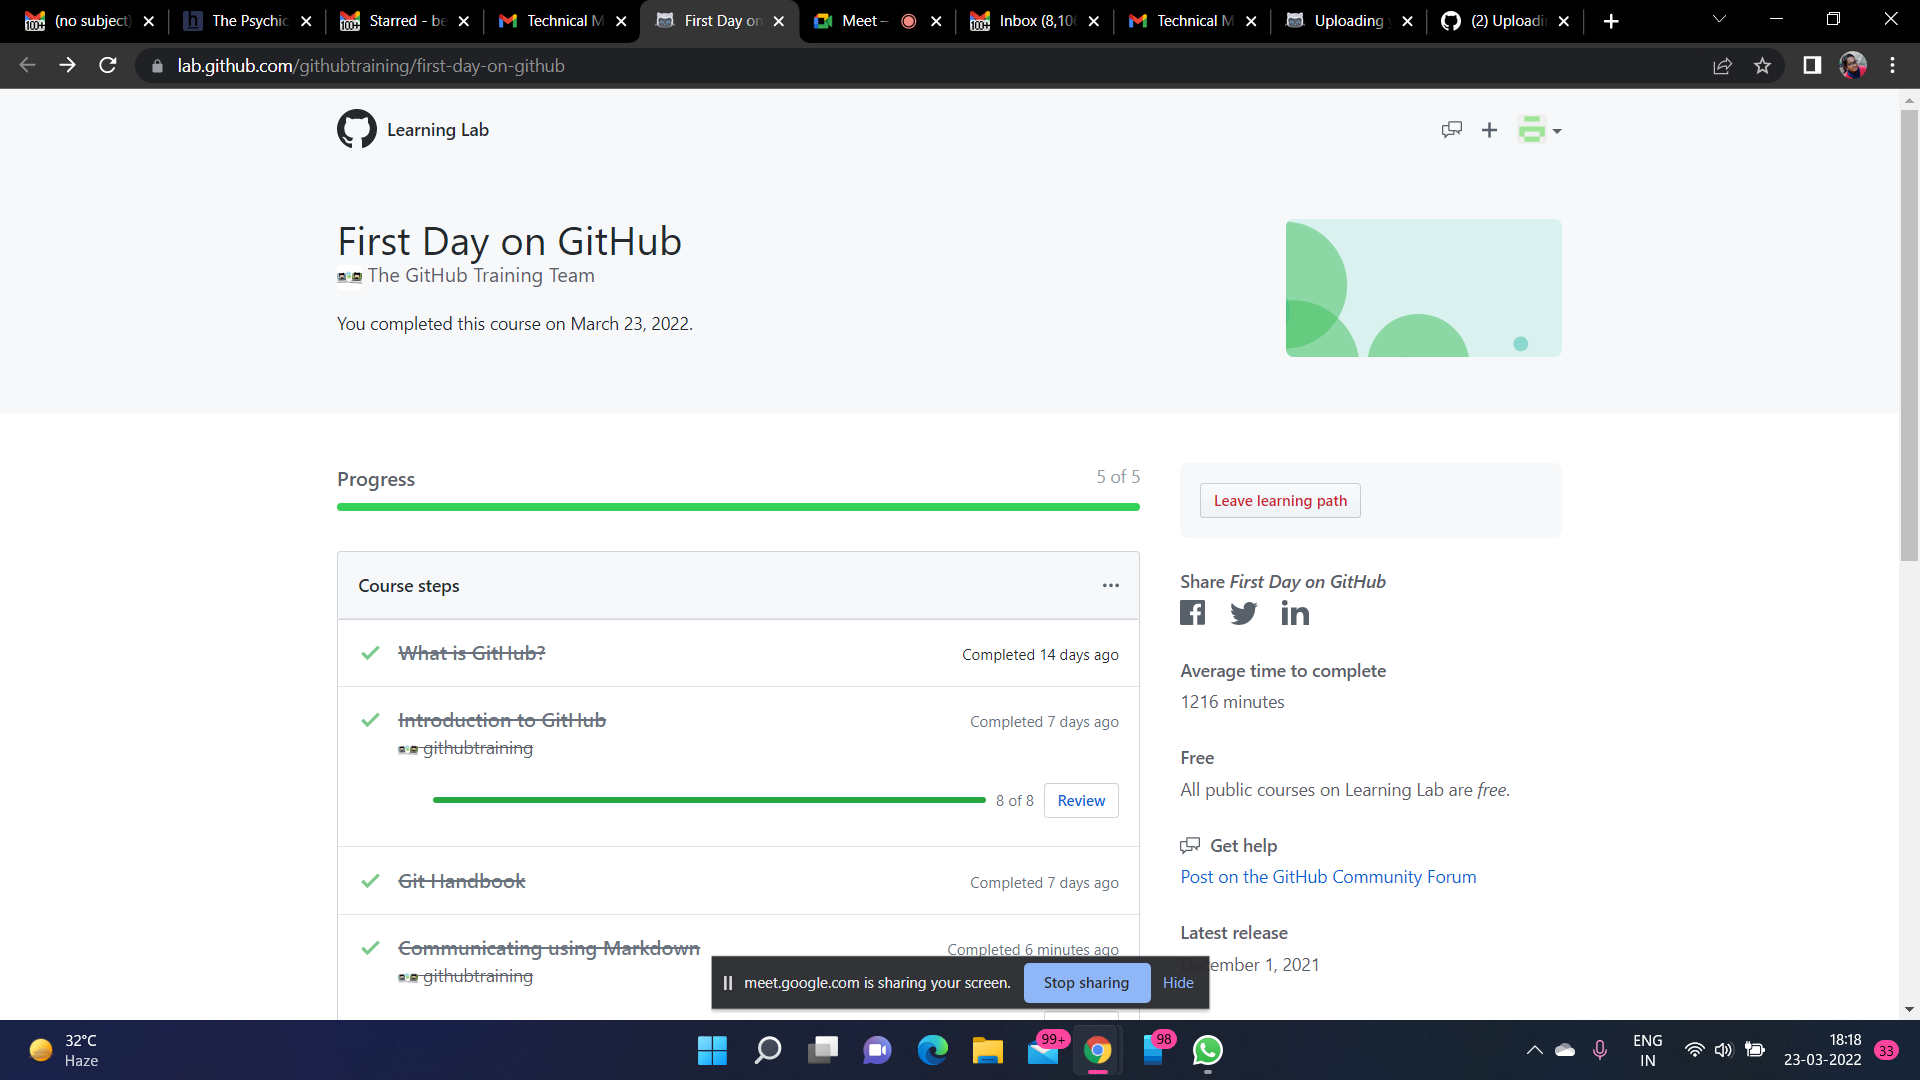 (no subject)
The Psychic
Starred - be
Technical M
First Day on
Meet –
Inbox (8,10
Technical M
Uploading y
(2) Uploadi
lab.github.com/githubtraining/first-day-on-github
Learning Lab
First Day on GitHub
The GitHub Training Team
You completed this course on March 23, 2022.
Progress
5 of 5
Leave learning path
Course steps
Share First Day on GitHub
What is GitHub?
Completed 14 days ago
Average time to complete
1216 minutes
Introduction to GitHub
Completed 7 days ago
githubtraining
Free
All public courses on Learning Lab are free.
8 of 8
Review
Get help
Post on the GitHub Community Forum
Git Handbook
Completed 7 days ago
Latest release
December 1, 2021
Communicating using Markdown
Completed 6 minutes ago
githubtraining
meet.google.com is sharing your screen.
Stop sharing
Hide
32°C
Haze
99+
98
ENG
IN
18:18
23-03-2022
33